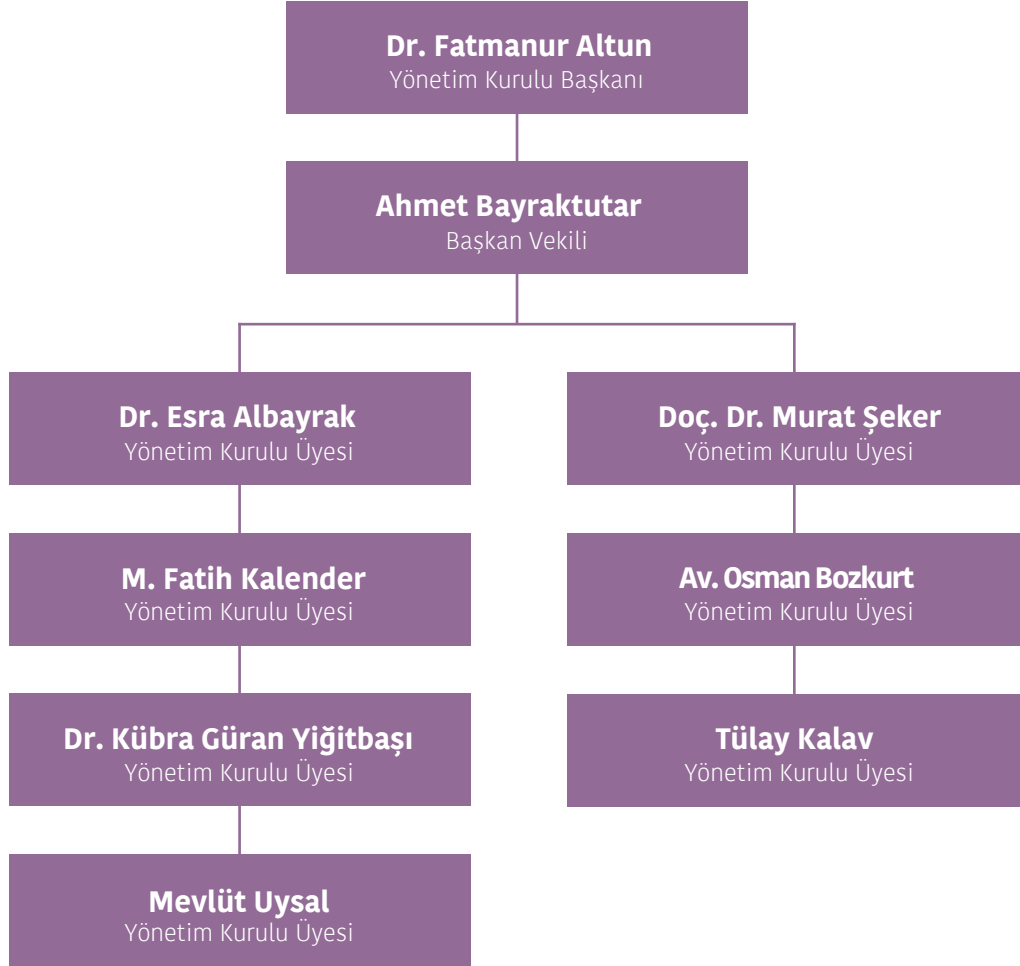 Dr. Fatmanur Altun
Yönetim Kurulu Başkanı
Ahmet Bayraktutar
Başkan Vekili
Dr. Esra Albayrak
Yönetim Kurulu Üyesi
M. Fatih Kalender
Yönetim Kurulu Üyesi
Dr. Kübra Güran Yiğitbaşı
Yönetim Kurulu Üyesi
Mevlüt Uysal
Yönetim Kurulu Üyesi
Doç. Dr. Murat Şeker
Yönetim Kurulu Üyesi
Av. Osman Bozkurt
Yönetim Kurulu Üyesi
Tülay Kalav
Yönetim Kurulu Üyesi